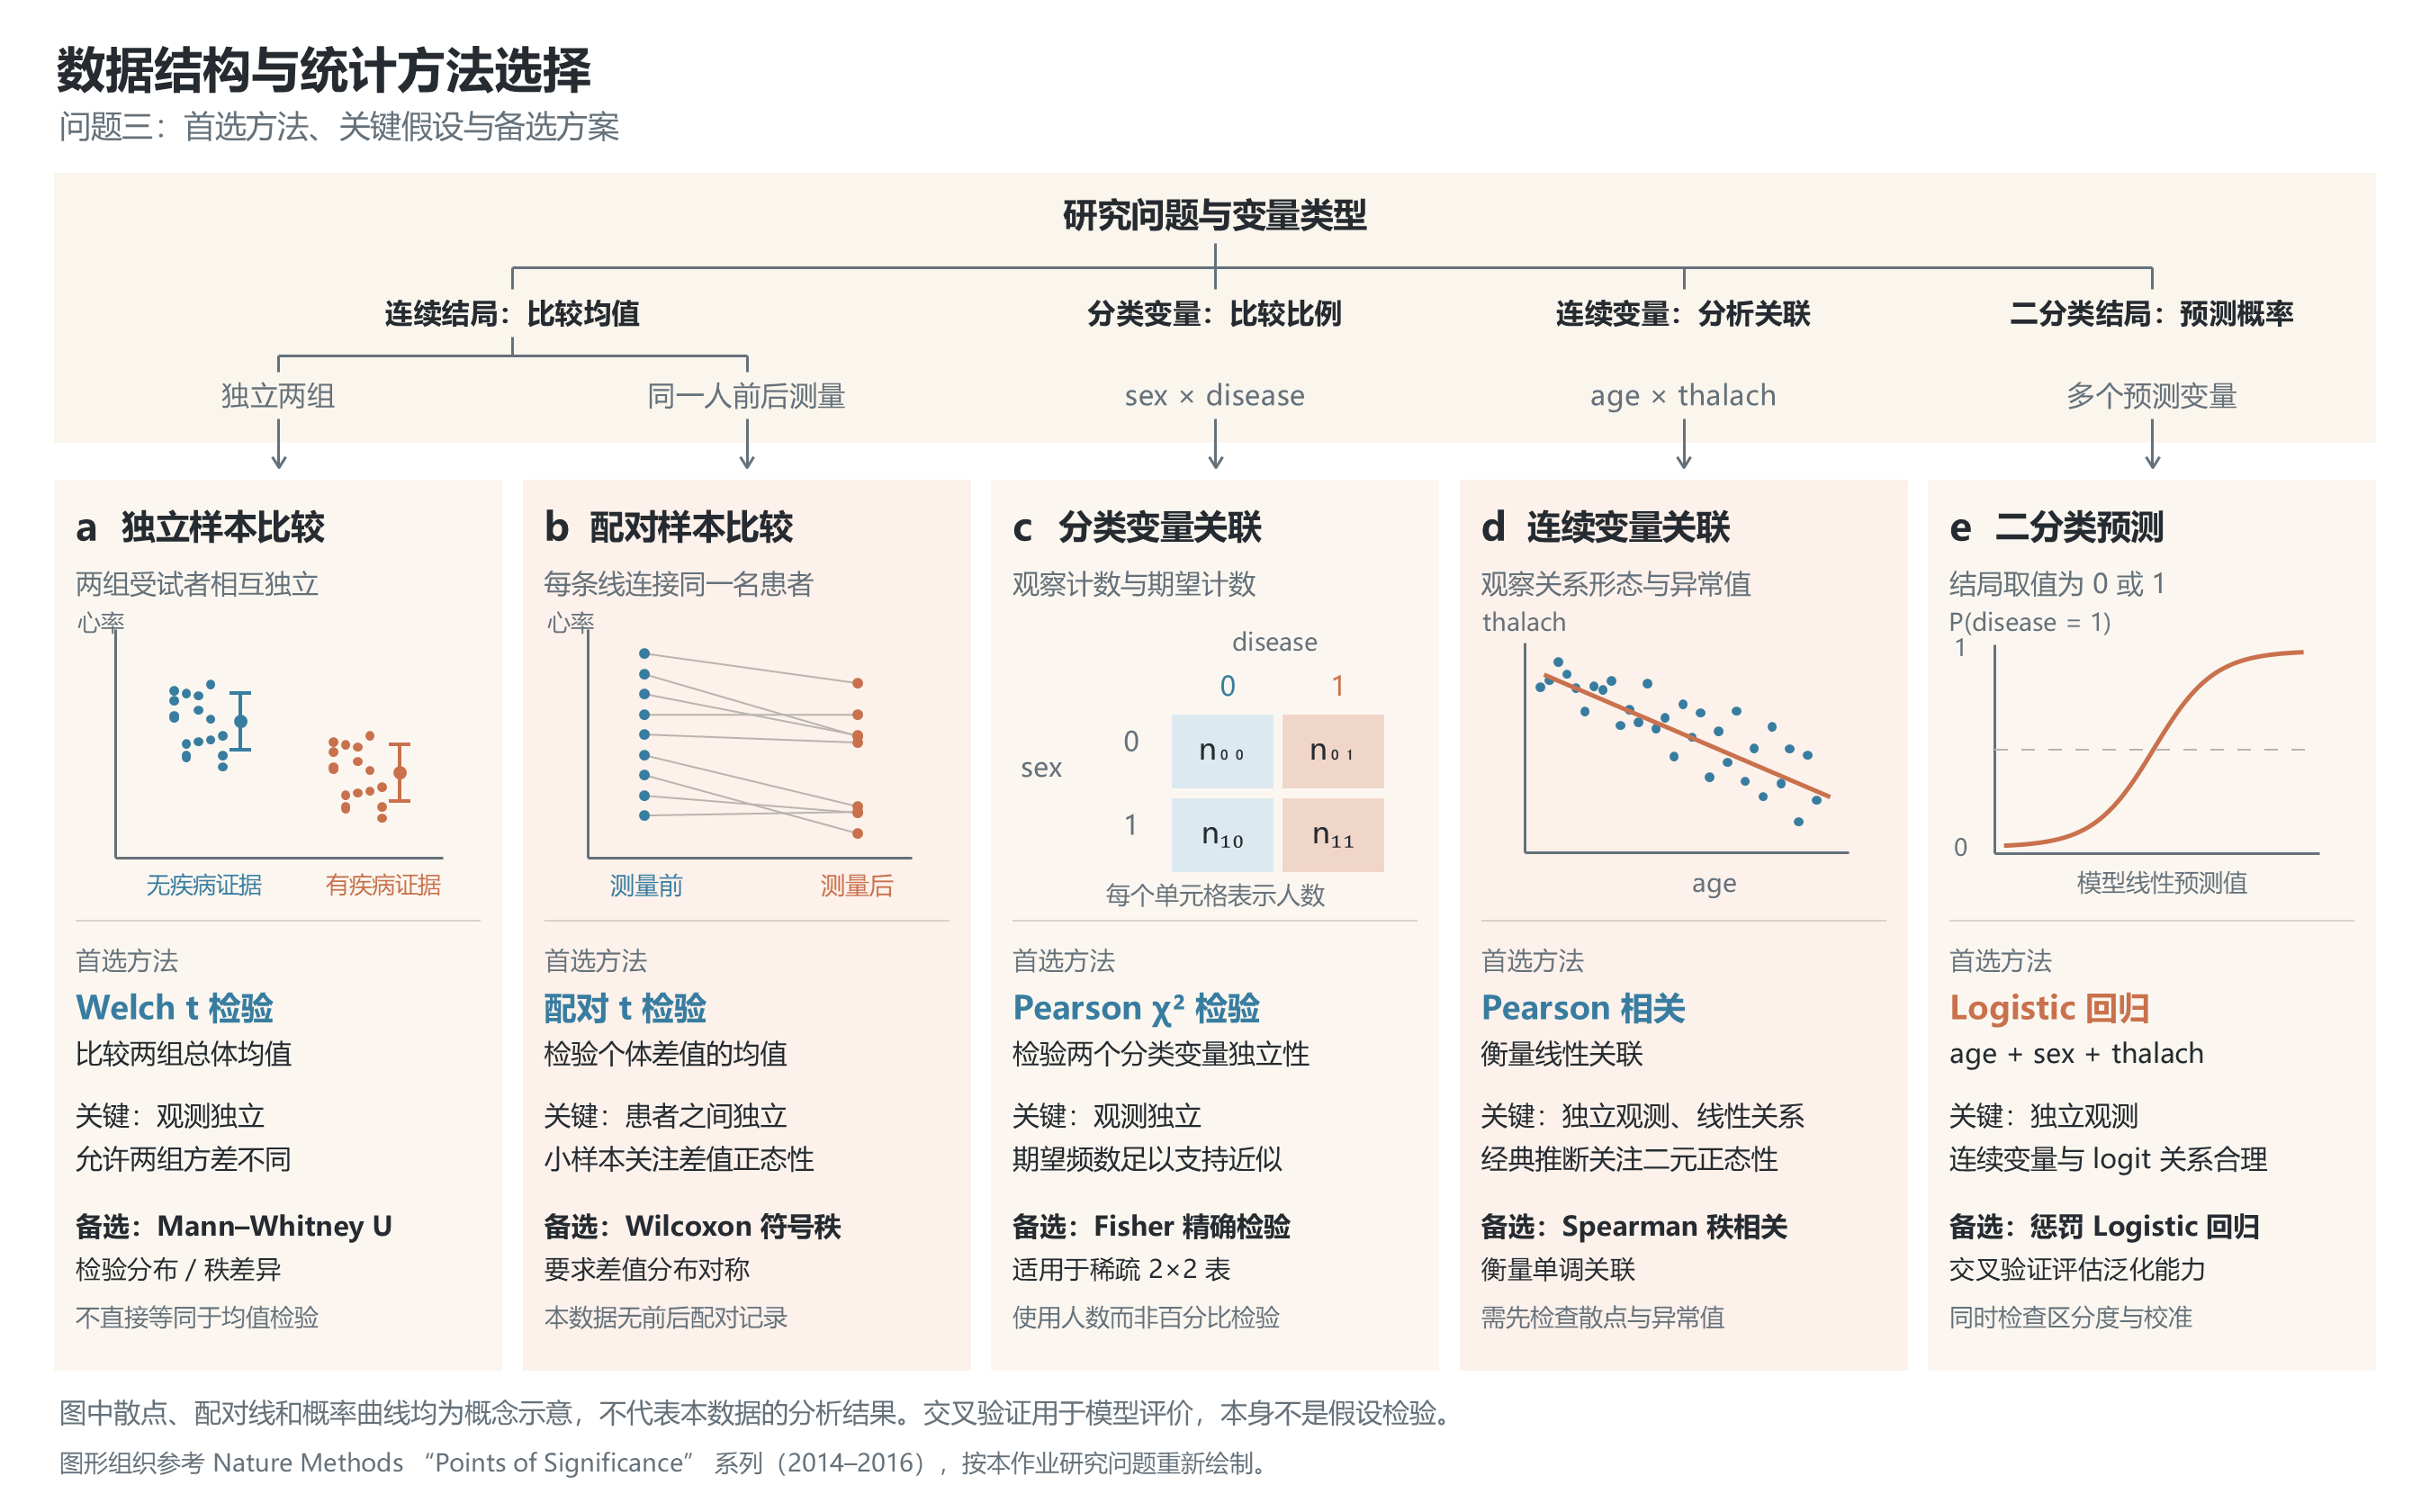 数据结构与统计方法选择
问题三：首选方法、关键假设与备选方案
研究问题与变量类型
连续结局：比较均值
分类变量：比较比例
连续变量：分析关联
二分类结局：预测概率
独立两组
同一人前后测量
sex × disease
age × thalach
多个预测变量
a 独立样本比较
两组受试者相互独立
心率
无疾病证据
有疾病证据
首选方法
Welch t 检验
比较两组总体均值
关键：观测独立
允许两组方差不同
备选：Mann–Whitney U
检验分布 / 秩差异
不直接等同于均值检验
b 配对样本比较
每条线连接同一名患者
心率
测量前
测量后
首选方法
配对 t 检验
检验个体差值的均值
关键：患者之间独立
小样本关注差值正态性
备选：Wilcoxon 符号秩
要求差值分布对称
本数据无前后配对记录
c 分类变量关联
观察计数与期望计数
disease
0 1
0 n₀₀ n₀₁
sex
1 n₁₀ n₁₁
每个单元格表示人数
首选方法
Pearson χ² 检验
检验两个分类变量独立性
关键：观测独立
期望频数足以支持近似
备选：Fisher 精确检验
适用于稀疏 2×2 表
使用人数而非百分比检验
d 连续变量关联
观察关系形态与异常值
thalach
age
首选方法
Pearson 相关
衡量线性关联
关键：独立观测、线性关系
经典推断关注二元正态性
备选：Spearman 秩相关
衡量单调关联
需先检查散点与异常值
e 二分类预测
结局取值为 0 或 1
P(disease = 1)
1
0
模型线性预测值
首选方法
Logistic 回归
age + sex + thalach
关键：独立观测
连续变量与 logit 关系合理
备选：惩罚 Logistic 回归
交叉验证评估泛化能力
同时检查区分度与校准
图中散点、配对线和概率曲线均为概念示意，不代表本数据的分析结果。交叉验证用于模型评价，本身不是假设检验。
图形组织参考 Nature Methods “Points of Significance” 系列（2014–2016），按本作业研究问题重新绘制。